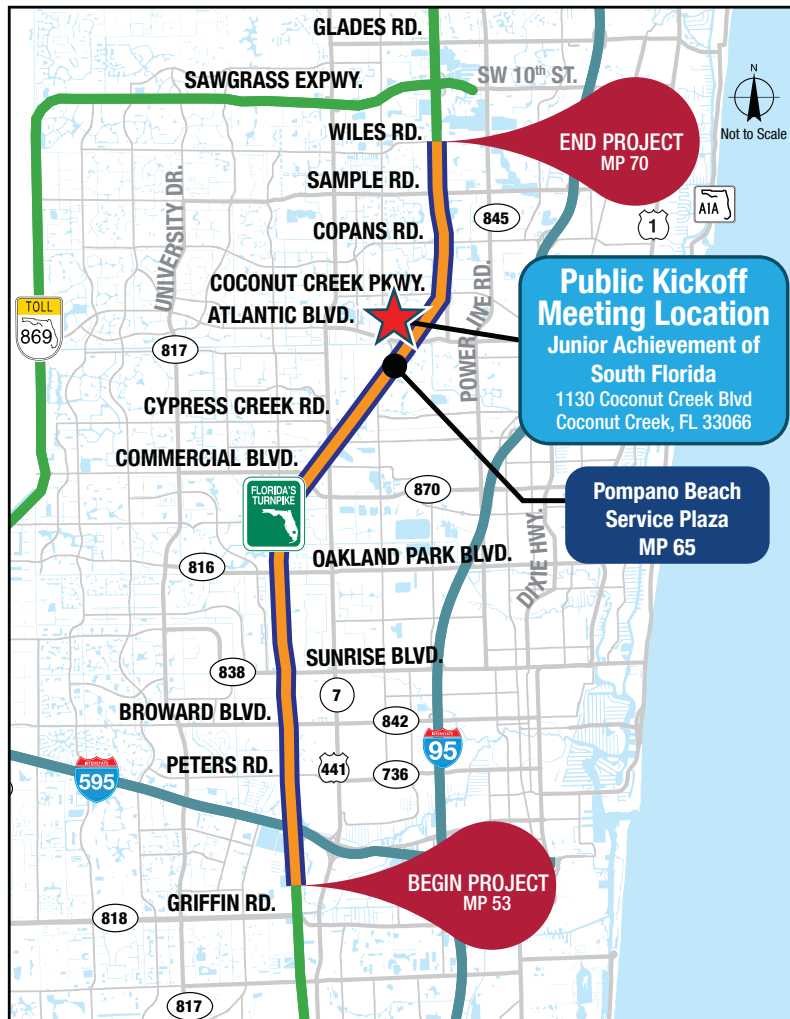 GLADES RD.
SAWGRASS EXPWY.
SW 10th ST.
N
Not to Scale
WILES RD.
END PROJECT
MP 70
SAMPLE RD.
UNIVERSITY DR.
845
1
A1A
COPANS RD.
COCONUT CREEK PKWY.
ATLANTIC BLVD.
POWERLINE RD.
Public Kickoff
Meeting Location
Junior Achievement of
South Florida
1130 Coconut Creek Blvd
Coconut Creek, FL 33066
TOLL
869
817
CYPRESS CREEK RD.
COMMERCIAL BLVD.
FLORIDA'S
TURNPIKE
870
Pompano Beach
Service Plaza
MP 65
816
OAKLAND PARK BLVD.
DIXIE HWY.
838
SUNRISE BLVD.
7
BROWARD BLVD.
842
INTERSTATE
95
PETERS RD.
441
736
INTERSTATE
595
BEGIN PROJECT
MP 53
GRIFFIN RD.
818
817